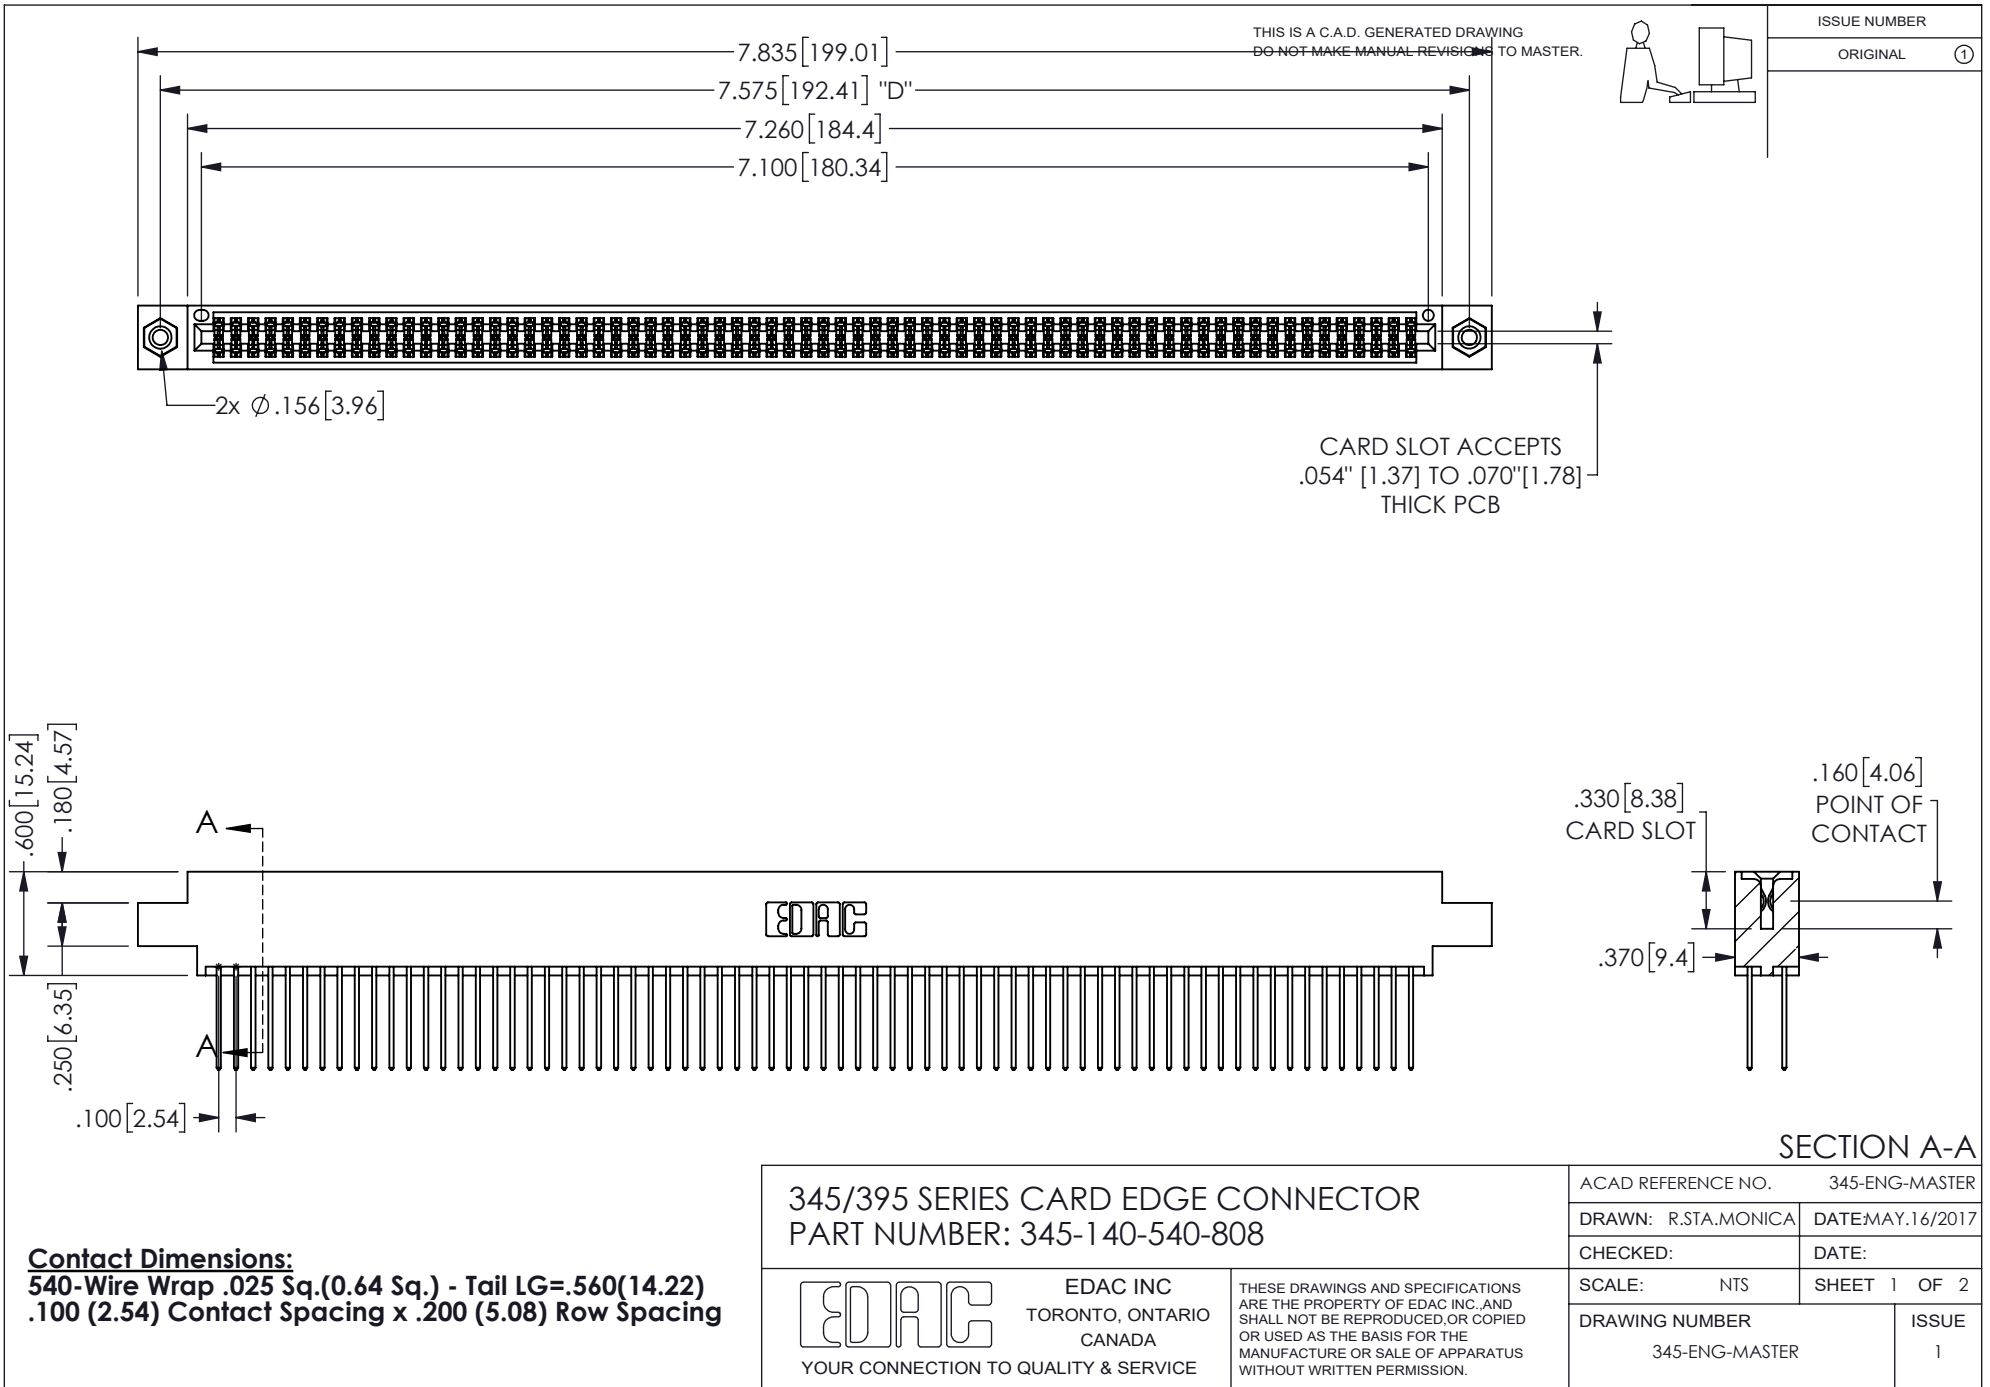 THIS IS A C.A.D. GENERATED DRAWING
DO NOT MAKE MANUAL REVISIONS TO MASTER.
ISSUE NUMBER
ORIGINAL 1
7.835[199.01]
7.575[192.41] "D"
7.260[184.4]
7.100[180.34]
2x Ø.156[3.96]
CARD SLOT ACCEPTS
.054" [1.37] TO .070"[1.78]
THICK PCB
.600[15.24]
.180[4.57]
.250[6.35]
A
A
EDAC
.100[2.54]
.330[8.38]
CARD SLOT
.160[4.06]
POINT OF
CONTACT
.370[9.4]
SECTION A-A
Contact Dimensions:
540-Wire Wrap .025 Sq.(0.64 Sq.) - Tail LG=.560(14.22)
.100 (2.54) Contact Spacing x .200 (5.08) Row Spacing
345/395 SERIES CARD EDGE CONNECTOR
PART NUMBER: 345-140-540-808
EDAC
EDAC INC
TORONTO, ONTARIO
CANADA
YOUR CONNECTION TO QUALITY & SERVICE
THESE DRAWINGS AND SPECIFICATIONS
ARE THE PROPERTY OF EDAC INC.,AND
SHALL NOT BE REPRODUCED,OR COPIED
OR USED AS THE BASIS FOR THE
MANUFACTURE OR SALE OF APPARATUS
WITHOUT WRITTEN PERMISSION.
ACAD REFERENCE NO. 345-ENG-MASTER
DRAWN: R.STA.MONICA DATE:MAY.16/2017
CHECKED: DATE:
SCALE: NTS SHEET 1 OF 2
DRAWING NUMBER ISSUE
345-ENG-MASTER 1